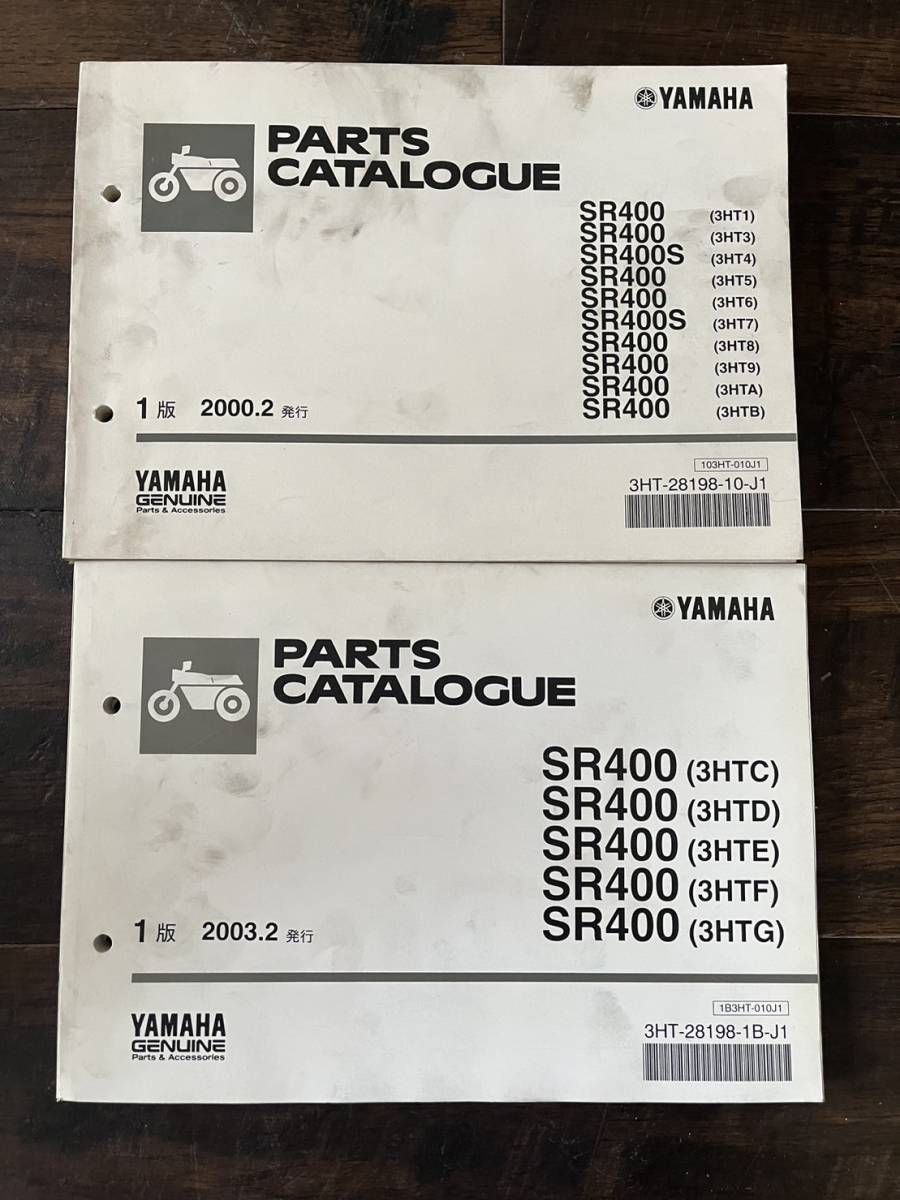 YAMAHA
PARTS
CATALOGUE
SR400 (3HT1)
SR400 (3HT3)
SR400S (3HT4)
SR400 (3HT5)
SR400 (3HT6)
SR400S (3HT7)
SR400 (3HT8)
SR400 (3HT9)
SR400 (3HTA)
SR400 (3HTB)
1版 2000.2 発行
YAMAHA
GENUINE
Parts & Accessories
103HT-010J1
3HT-28198-10-J1
YAMAHA
PARTS
CATALOGUE
SR400 (3HTC)
SR400 (3HTD)
SR400 (3HTE)
SR400 (3HTF)
SR400 (3HTG)
1版 2003.2 発行
YAMAHA
GENUINE
Parts & Accessories
1B3HT-010J1
3HT-28198-1B-J1